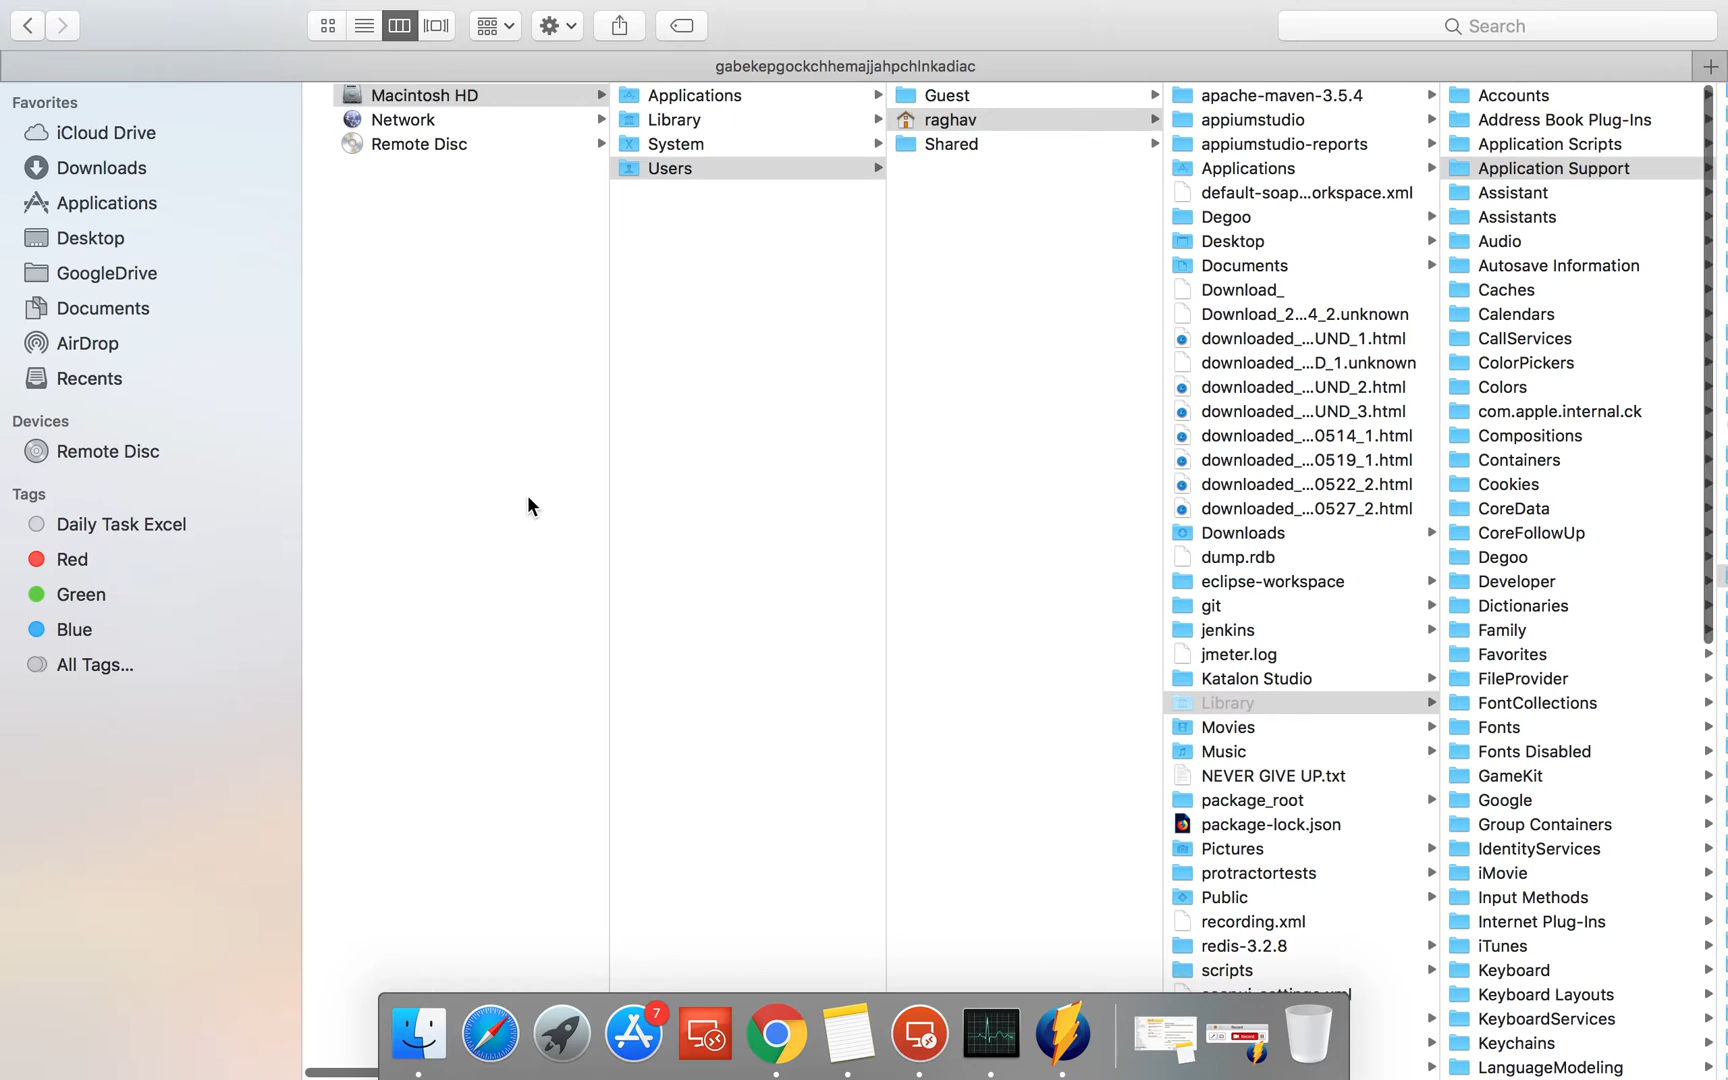 Search
gabekepgockchhemajjahpchlnkadiac
Favorites
iCloud Drive
Downloads
Applications
Desktop
GoogleDrive
Documents
AirDrop
Recents
Devices
Remote Disc
Tags
Daily Task Excel
Red
Green
Blue
All Tags...
Macintosh HD
Network
Remote Disc
Applications
Library
System
Users
Guest
raghav
Shared
apache-maven-3.5.4
appiumstudio
appiumstudio-reports
Applications
default-soap...orkspace.xml
Degoo
Desktop
Documents
Download_
Download_2...4_2.unknown
downloaded_...UND_1.html
downloaded_...D_1.unknown
downloaded_...UND_2.html
downloaded_...UND_3.html
downloaded_...0514_1.html
downloaded_...0519_1.html
downloaded_...0522_2.html
downloaded_...0527_2.html
Downloads
dump.rdb
eclipse-workspace
git
jenkins
jmeter.log
Katalon Studio
Library
Movies
Music
NEVER GIVE UP.txt
package_root
package-lock.json
Pictures
protractortests
Public
recording.xml
redis-3.2.8
scripts
Accounts
Address Book Plug-Ins
Application Scripts
Application Support
Assistant
Assistants
Audio
Autosave Information
Caches
Calendars
CallServices
ColorPickers
Colors
com.apple.internal.ck
Compositions
Containers
Cookies
CoreData
CoreFollowUp
Degoo
Developer
Dictionaries
Family
Favorites
FileProvider
FontCollections
Fonts
Fonts Disabled
GameKit
Google
Group Containers
IdentityServices
iMovie
Input Methods
Internet Plug-Ins
iTunes
Keyboard
Keyboard Layouts
KeyboardServices
Keychains
LanguageModeling
7